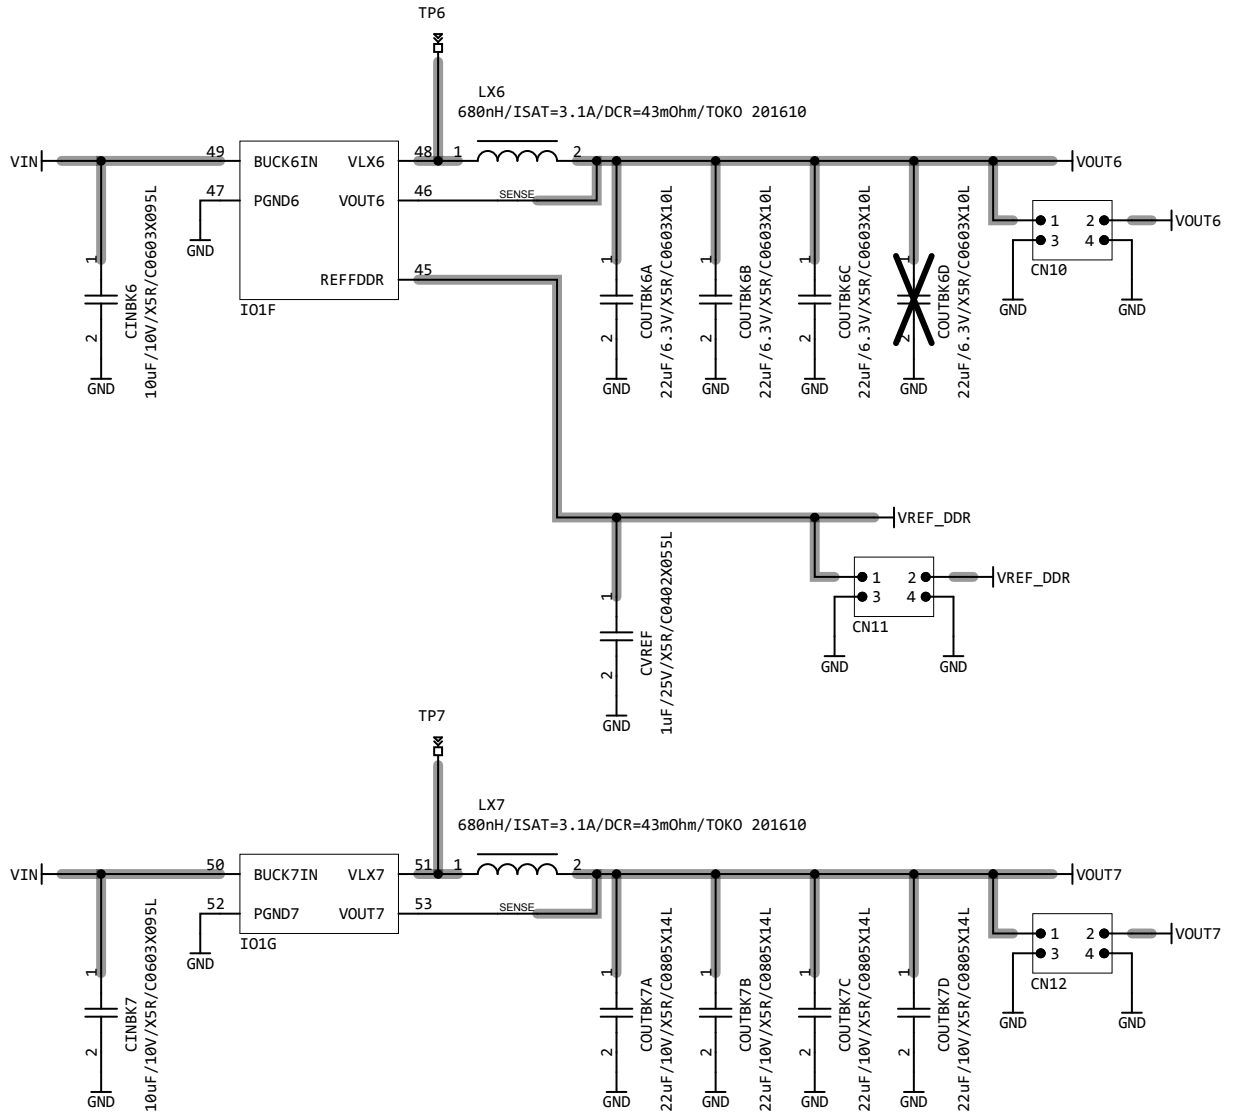 TP6
LX6
680nH/ISAT=3.1A/DCR=43mOhm/TOKO 201610
VIN
49
BUCK6IN
VLX6
48
1
2
VOUT6
47
PGND6
VOUT6
46
SENSE
GND
REFFDDR
45
IO1F
1
2
CINBK6
10uF/10V/X5R/C0603X095L
GND
1
2
COUTBK6A
22uF/6.3V/X5R/C0603X10L
GND
1
2
COUTBK6B
22uF/6.3V/X5R/C0603X10L
GND
1
2
COUTBK6C
22uF/6.3V/X5R/C0603X10L
GND
1
2
COUTBK6D
22uF/6.3V/X5R/C0603X10L
GND
1
2
VOUT6
3
4
CN10
GND
GND
VREF_DDR
1
2
VREF_DDR
3
4
CN11
GND
GND
1
2
CVREF
1uF/25V/X5R/C0402X055L
GND
TP7
LX7
680nH/ISAT=3.1A/DCR=43mOhm/TOKO 201610
VIN
50
BUCK7IN
VLX7
51
1
2
VOUT7
52
PGND7
VOUT7
53
SENSE
GND
IO1G
1
2
CINBK7
10uF/10V/X5R/C0603X095L
GND
1
2
COUTBK7A
22uF/10V/X5R/C0805X14L
GND
1
2
COUTBK7B
22uF/10V/X5R/C0805X14L
GND
1
2
COUTBK7C
22uF/10V/X5R/C0805X14L
GND
1
2
COUTBK7D
22uF/10V/X5R/C0805X14L
GND
1
2
VOUT7
3
4
CN12
GND
GND